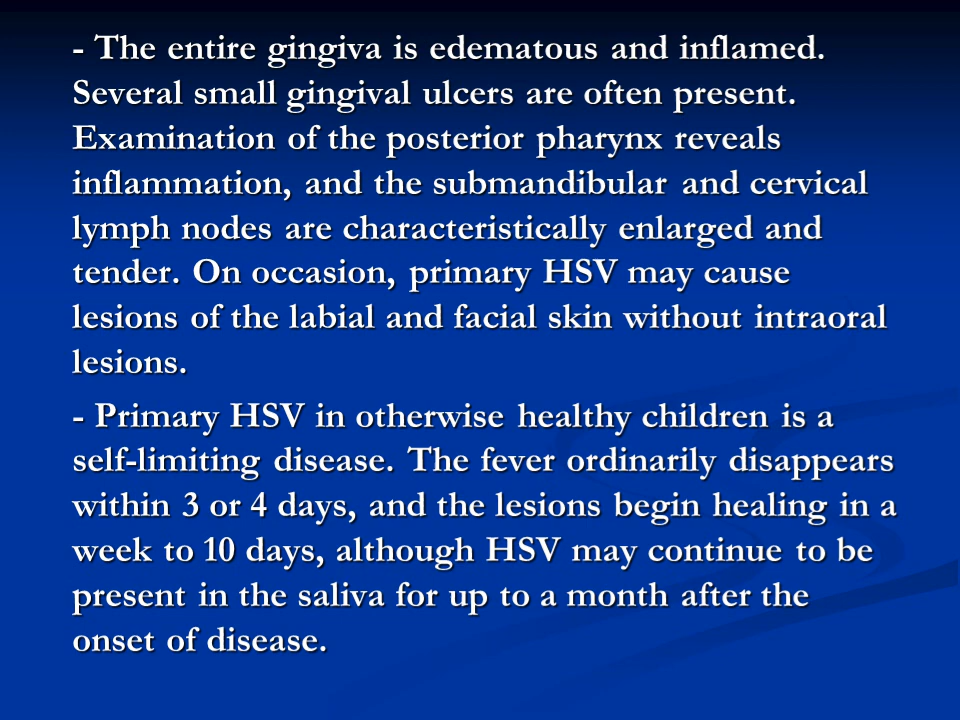 - The entire gingiva is edematous and inflamed.
Several small gingival ulcers are often present.
Examination of the posterior pharynx reveals
inflammation, and the submandibular and cervical
lymph nodes are characteristically enlarged and
tender. On occasion, primary HSV may cause
lesions of the labial and facial skin without intraoral
lesions.
- Primary HSV in otherwise healthy children is a
self-limiting disease. The fever ordinarily disappears
within 3 or 4 days, and the lesions begin healing in a
week to 10 days, although HSV may continue to be
present in the saliva for up to a month after the
onset of disease.